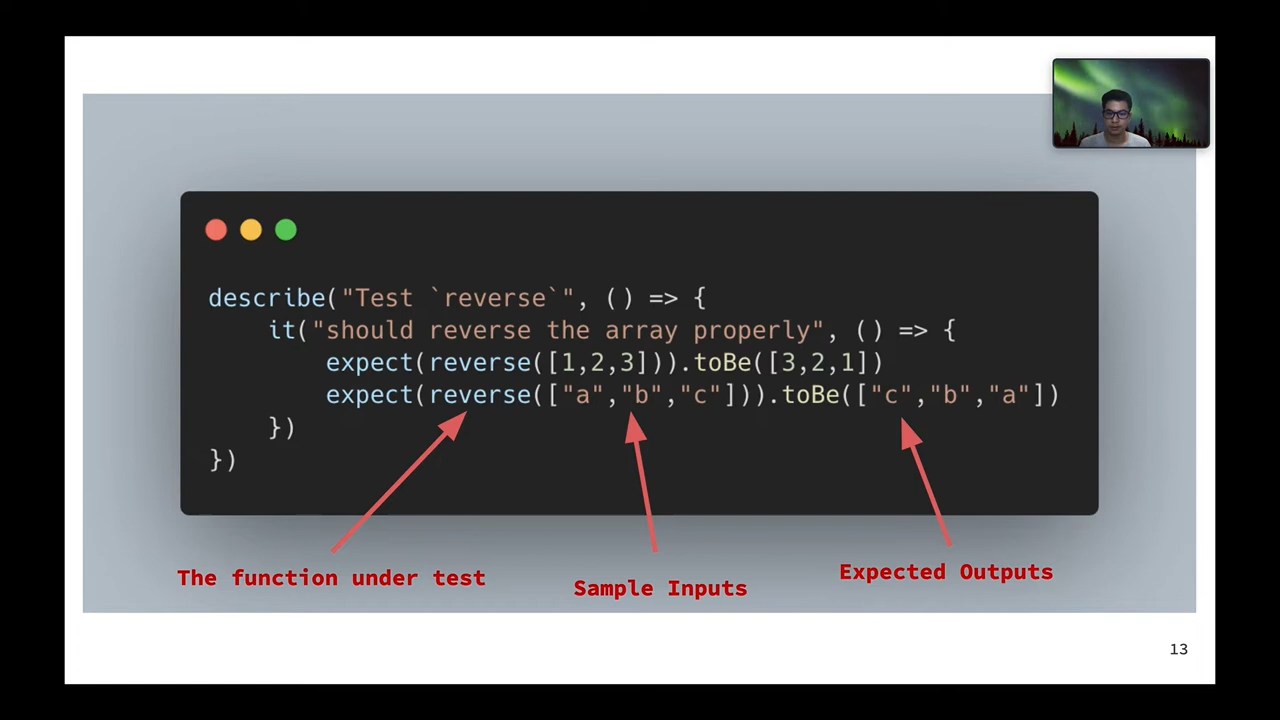 describe("Test `reverse`", () => {
    it("should reverse the array properly", () => {
        expect(reverse([1,2,3])).toBe([3,2,1])
        expect(reverse(["a","b","c"])).toBe(["c","b","a"])
    })
})
The function under test
Sample Inputs
Expected Outputs
13